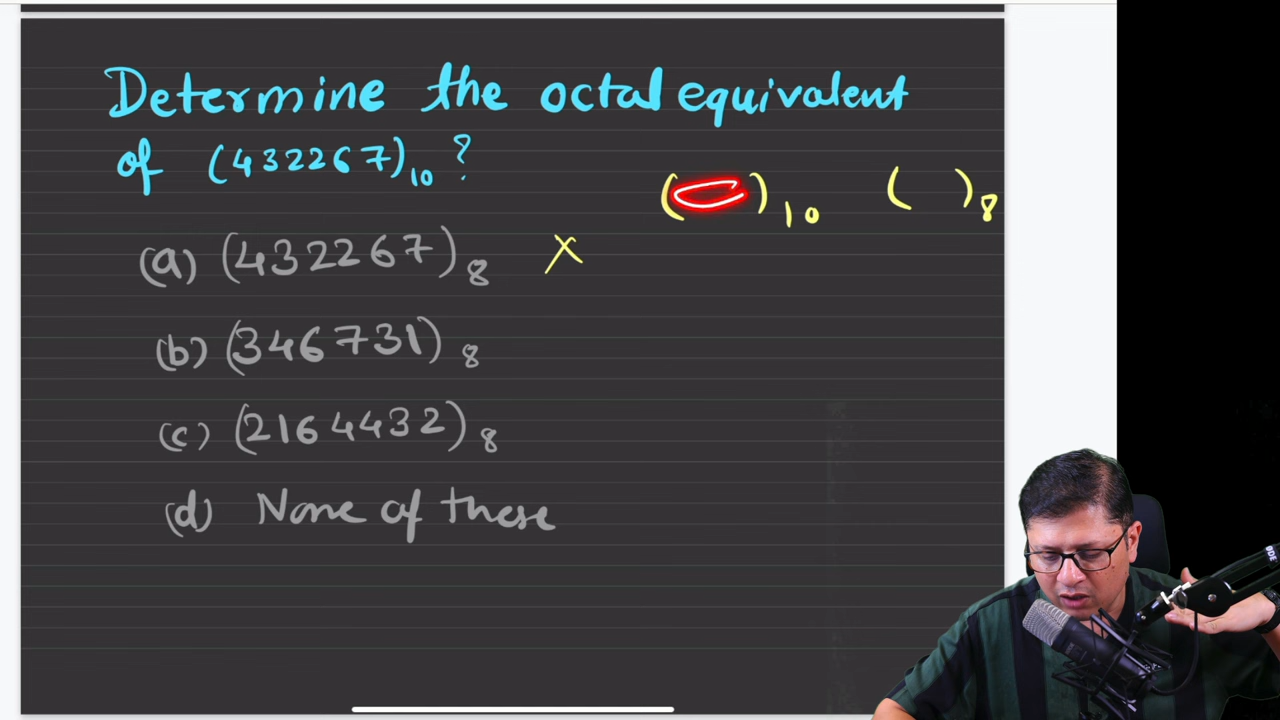 Determine the octal equivalent
of (432267)10 ?
( )10 ( )8
(a) (432267)8 X
(b) (346731)8
(c) (2164432)8
(d) None of these